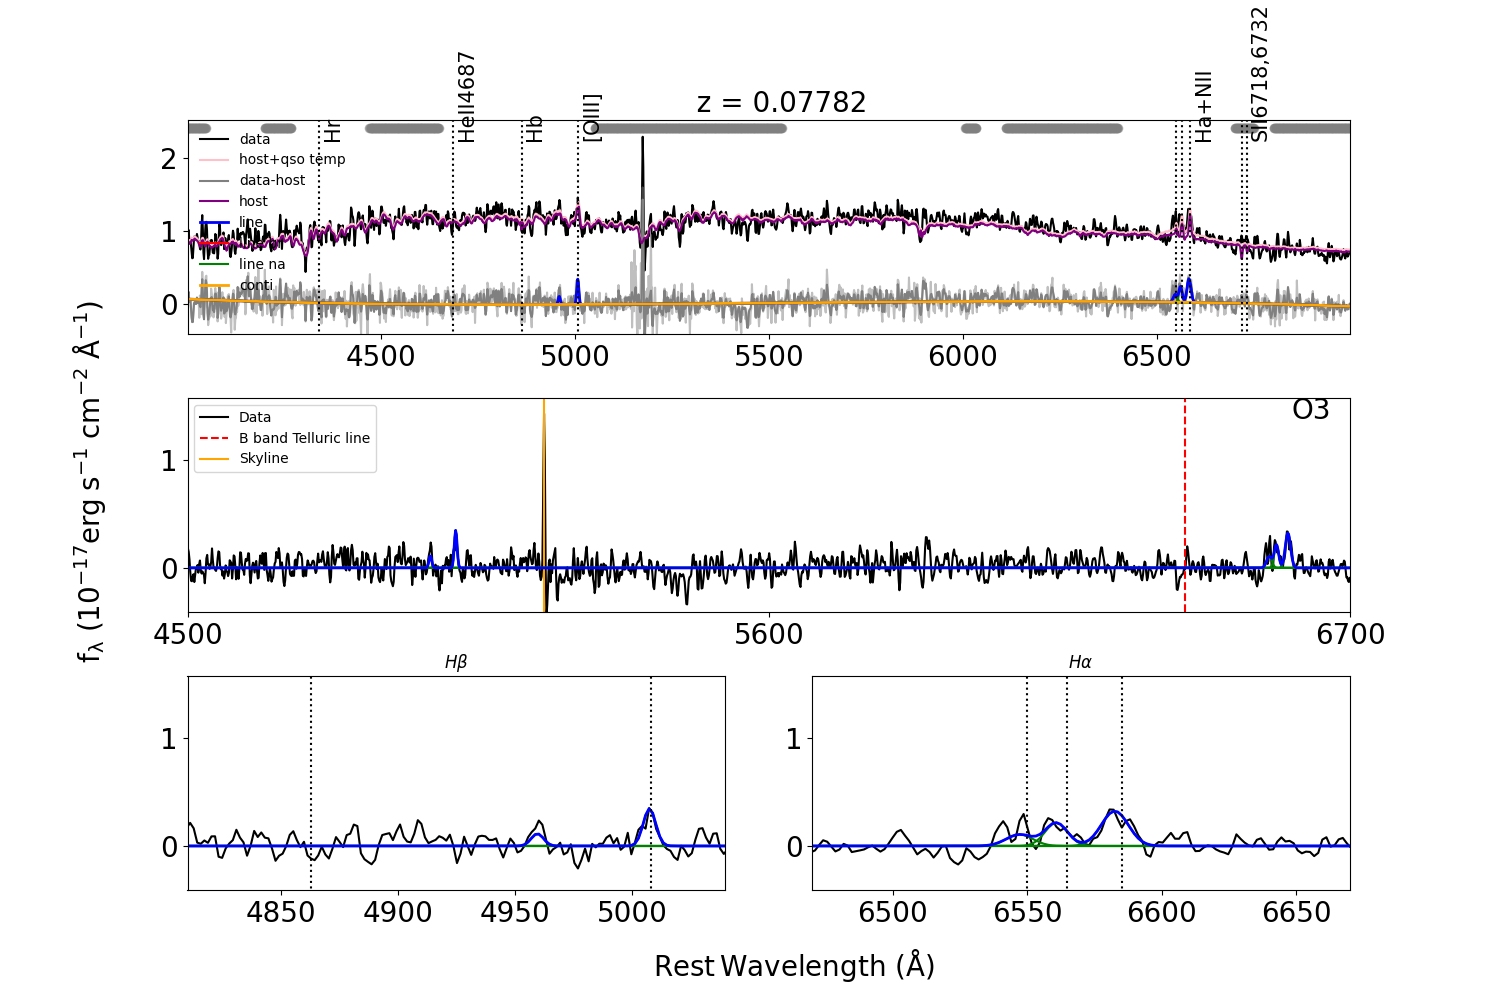 z = 0.07782
Hr
HeII4687
Hb
[OIII]
Ha+NII
SII6718,6732
data
host+qso temp
data-host
host
line
line na
conti
2
1
0
4500 5000 5500 6000 6500
fλ (10−17erg s−1 cm−2 Å−1)
O3
Data
B band Telluric line
Skyline
1
0
4500 5600 6700
Hβ
1
0
4850 4900 4950 5000
Hα
1
0
6500 6550 6600 6650
Rest Wavelength (Å)